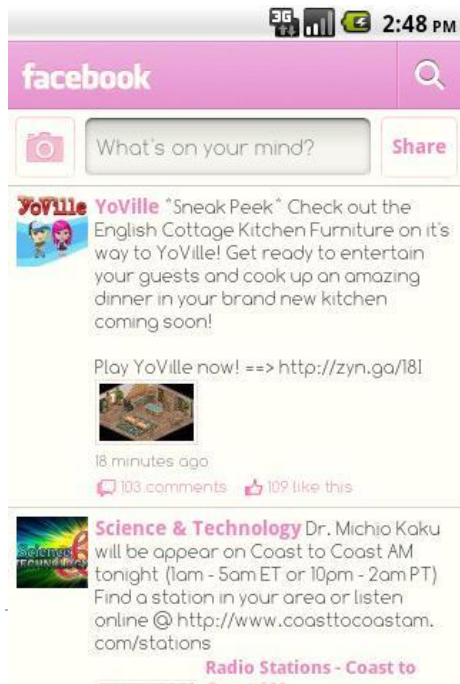 3G 2:48 PM
facebook
What's on your mind?
Share
YoVille
YoVille *Sneak Peek* Check out the
English Cottage Kitchen Furniture on it's
way to YoVille! Get ready to entertain
your guests and cook up an amazing
dinner in your brand new kitchen
coming soon!
Play YoVille now! ==> http://zyn.ga/18I
18 minutes ago
103 comments 109 like this
Science &
TECHNOLOGY
Science & Technology Dr. Michio Kaku
will be appear on Coast to Coast AM
tonight (1am - 5am ET or 10pm - 2am PT)
Find a station in your area or listen
online @ http://www.coasttocoastam.
com/stations
Radio Stations - Coast to